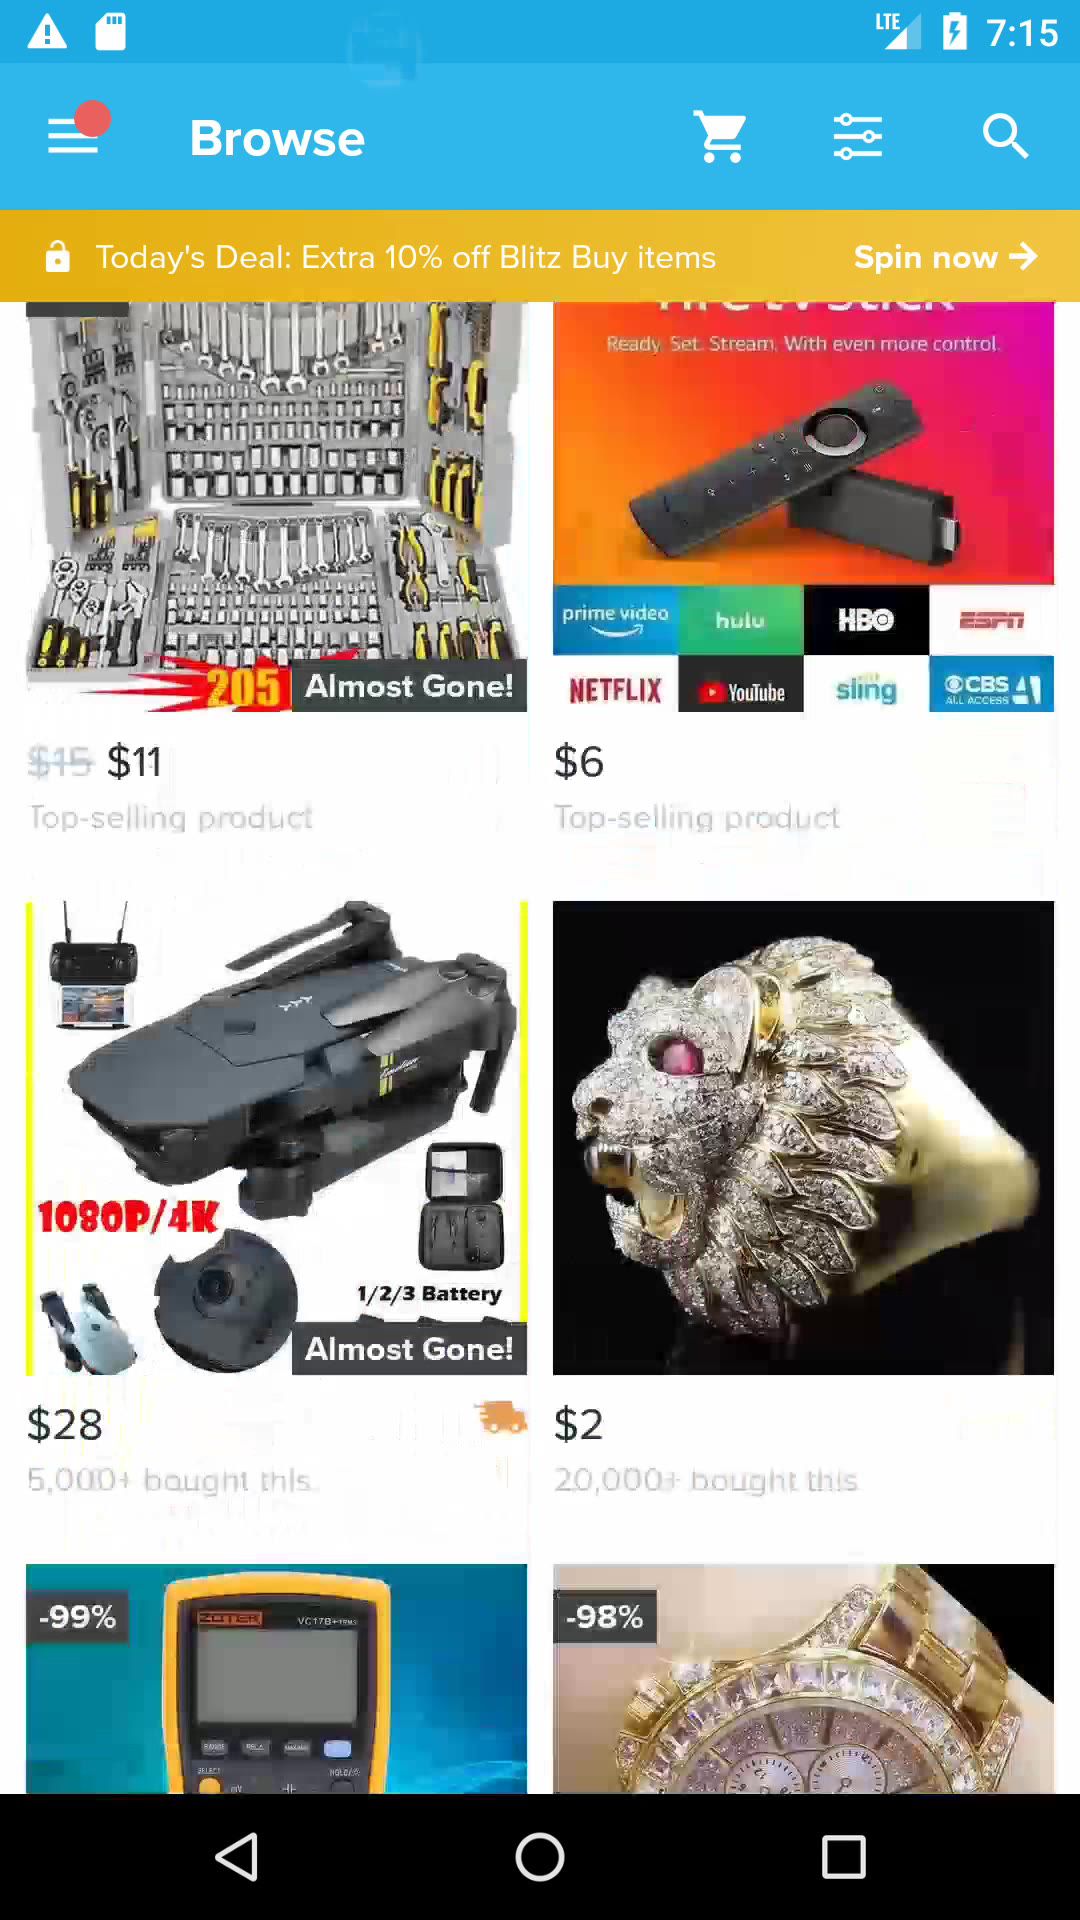 LTE 7:15
Browse
Today's Deal: Extra 10% off Blitz Buy items Spin now
Ready. Set. Stream. With even more control.
prime video hulu HBO ESPN
205 Almost Gone!
NETFLIX YouTube sling CBS ALL ACCESS
$15 $11
$6
Top-selling product
Top-selling product
1080P/4K
1/2/3 Battery
Almost Gone!
$28
$2
5,000+ bought this
20,000+ bought this
-99%
-98%
VC17B+
SELECT
mV